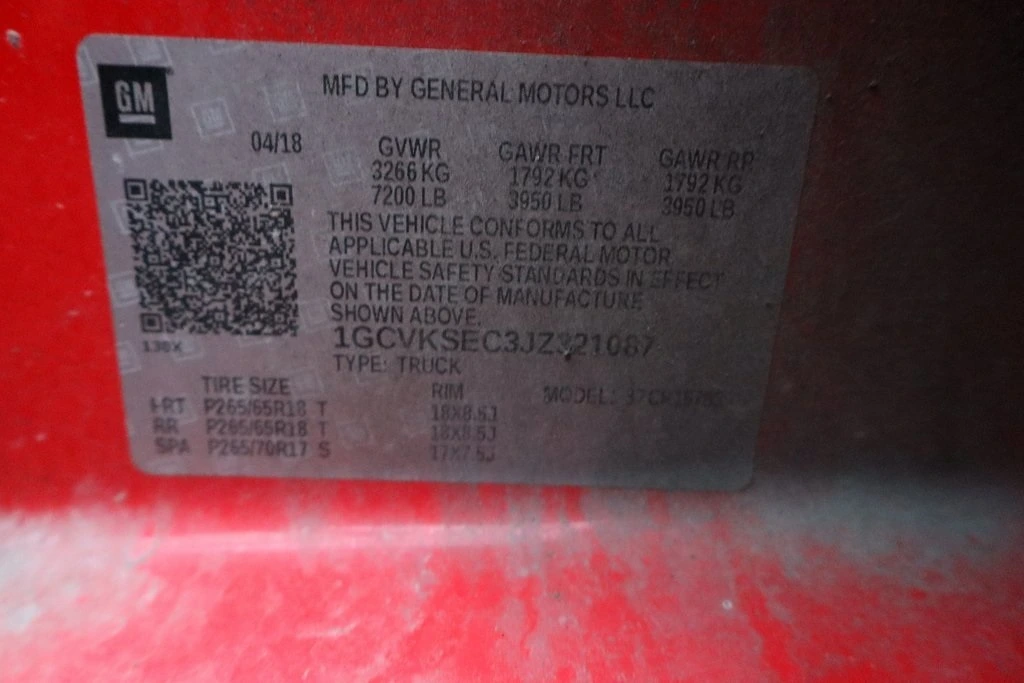 GM
MFD BY GENERAL MOTORS LLC
04/18
GVWR GAWR FRT GAWR RR
3266 KG 1792 KG 1792 KG
7200 LB 3950 LB 3950 LB
THIS VEHICLE CONFORMS TO ALL
APPLICABLE U.S. FEDERAL MOTOR
VEHICLE SAFETY STANDARDS IN EFFECT
ON THE DATE OF MANUFACTURE
SHOWN ABOVE.
1GCVKSEC3JZ321087
TYPE: TRUCK
TIRE SIZE RIM MODEL:
FRT P265/65R18 T 18X8.5J
RR P265/65R18 T 18X8.5J
SPA P265/70R17 S 17X7.5J